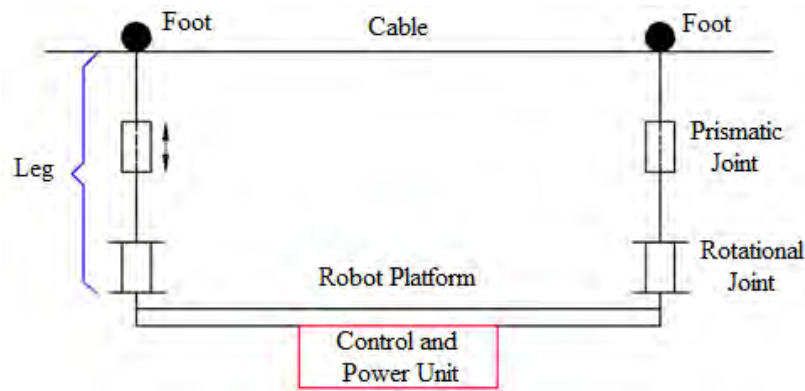 Foot
Cable
Foot
Leg
Prismatic
Joint
Rotational
Joint
Robot Platform
Control and
Power Unit